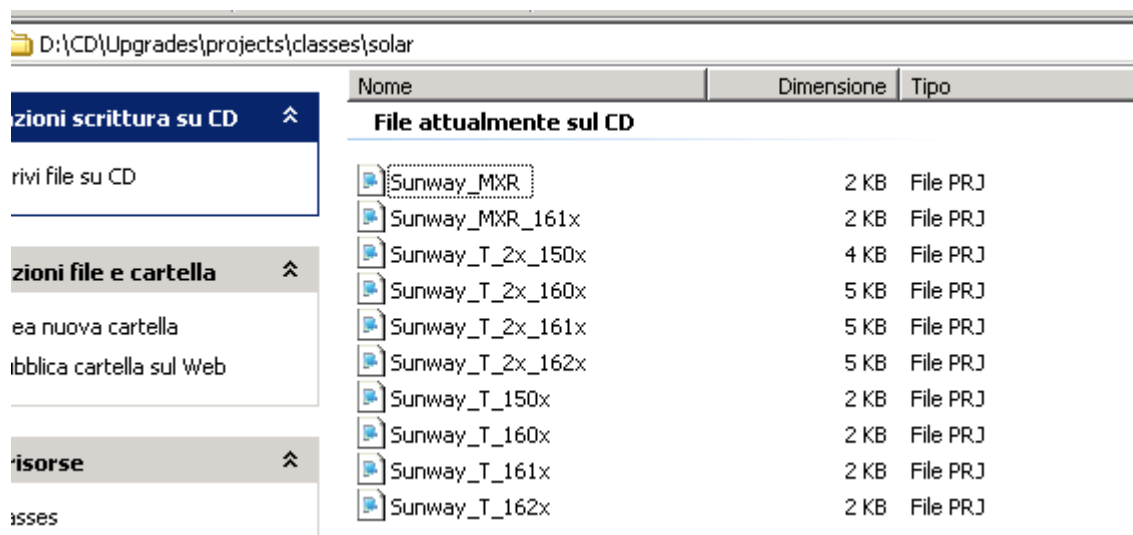 D:\CD\Upgrades\projects\classes\solar
Nome Dimensione Tipo
zioni scrittura su CD
File attualmente sul CD
rivi file su CD
Sunway_MXR 2 KB File PRJ
Sunway_MXR_161x 2 KB File PRJ
Sunway_T_2x_150x 4 KB File PRJ
zioni file e cartella
Sunway_T_2x_160x 5 KB File PRJ
ea nuova cartella
Sunway_T_2x_161x 5 KB File PRJ
bblica cartella sul Web
Sunway_T_2x_162x 5 KB File PRJ
Sunway_T_150x 2 KB File PRJ
Sunway_T_160x 2 KB File PRJ
risorse
Sunway_T_161x 2 KB File PRJ
asses
Sunway_T_162x 2 KB File PRJ